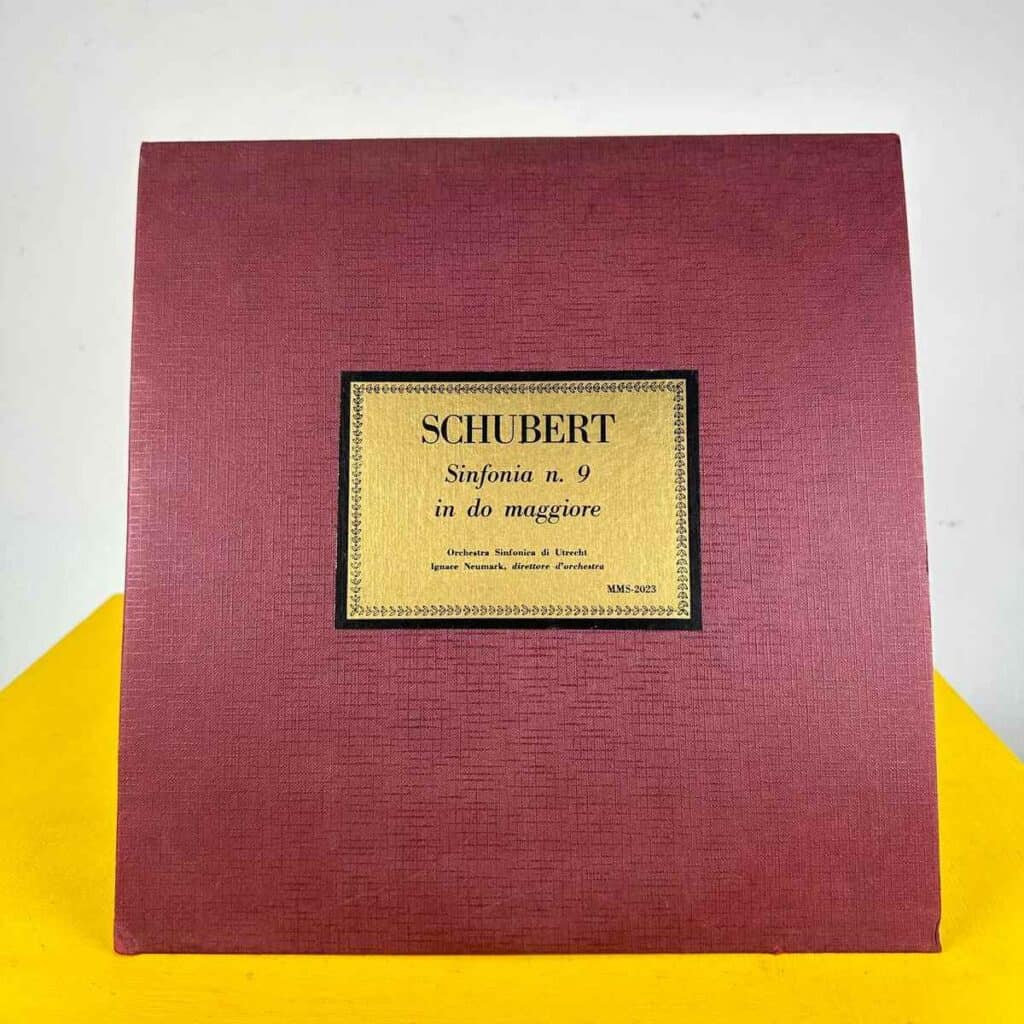 SCHUBERT
Sinfonia n. 9
in do maggiore
Orchestra Sinfonica di Utrecht
Ignace Neumark, direttore d'orchestra
MMS-2023